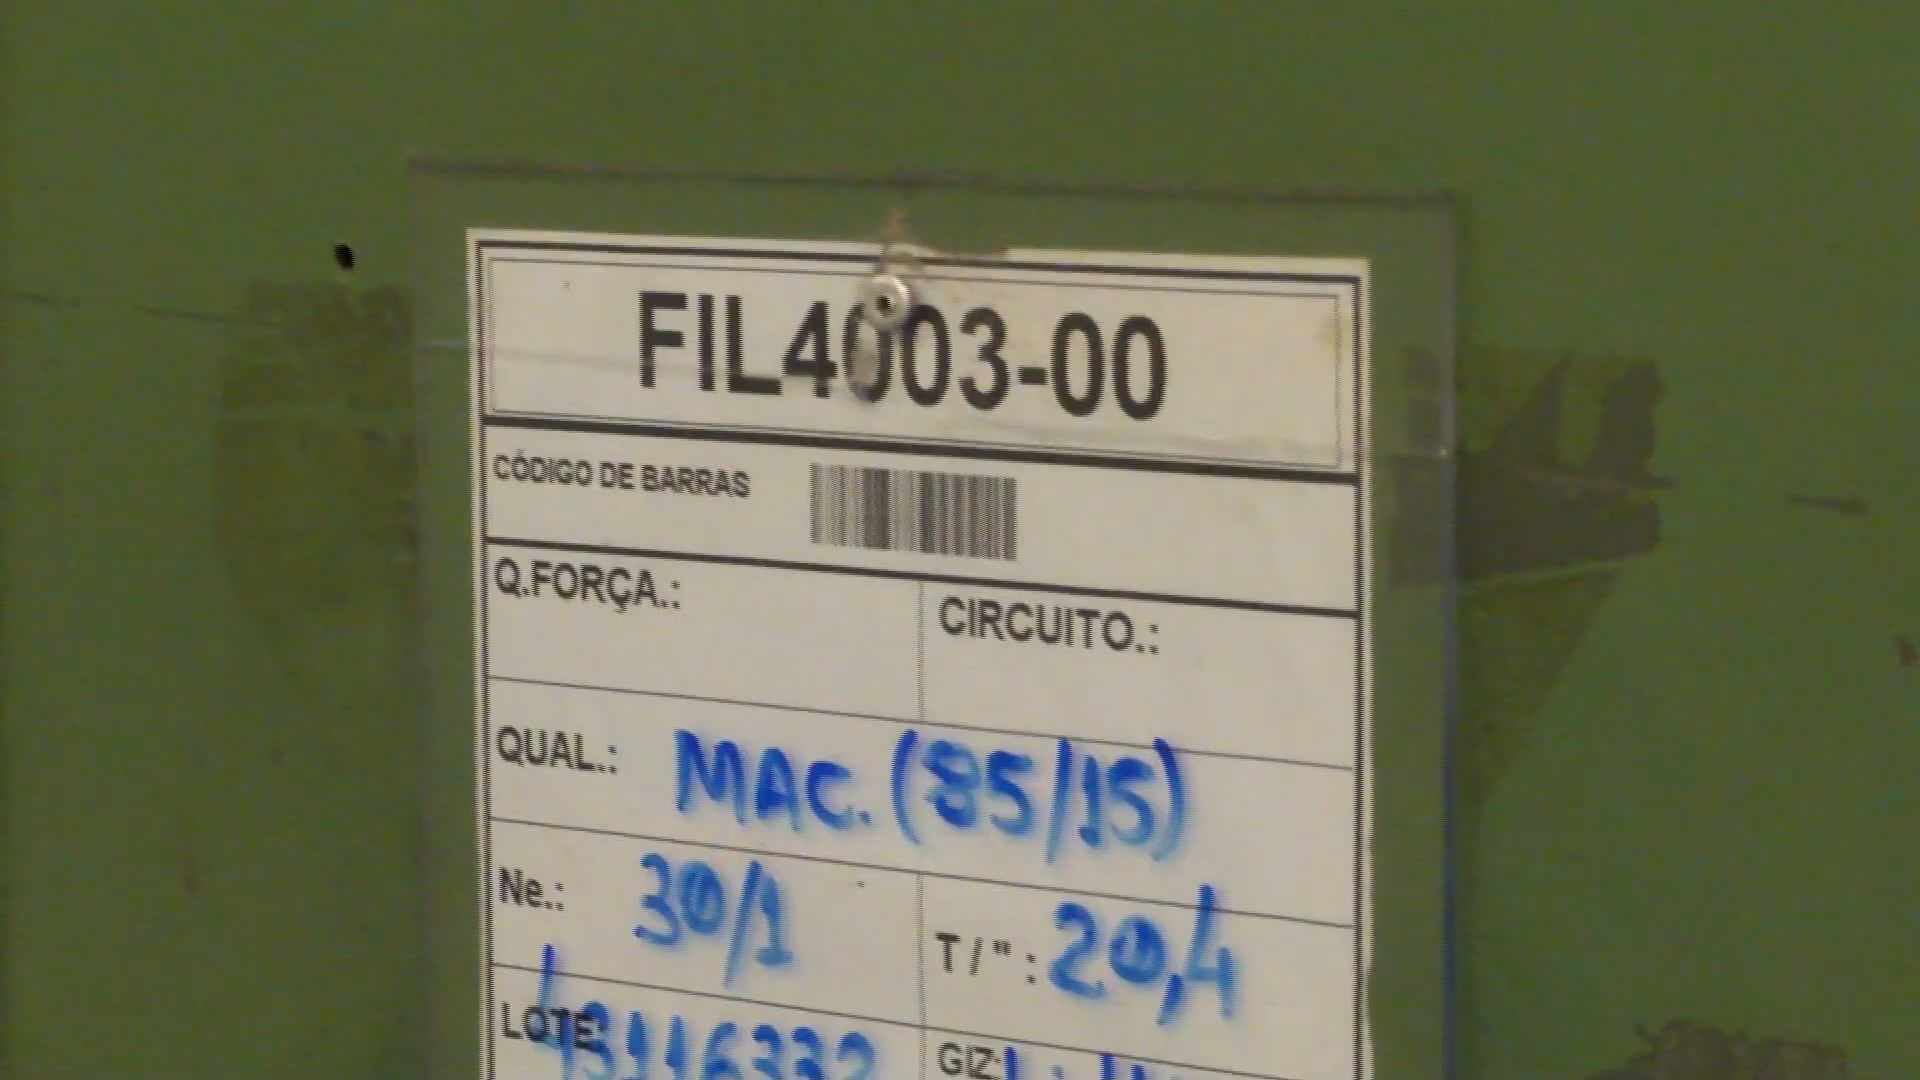 FIL4003-00
CÓDIGO DE BARRAS
Q.FORÇA.: CIRCUITO.:
QUAL.: MAC. (85/15)
Ne.: 30/1 T/" : 20,4
LOTE: GIZ: